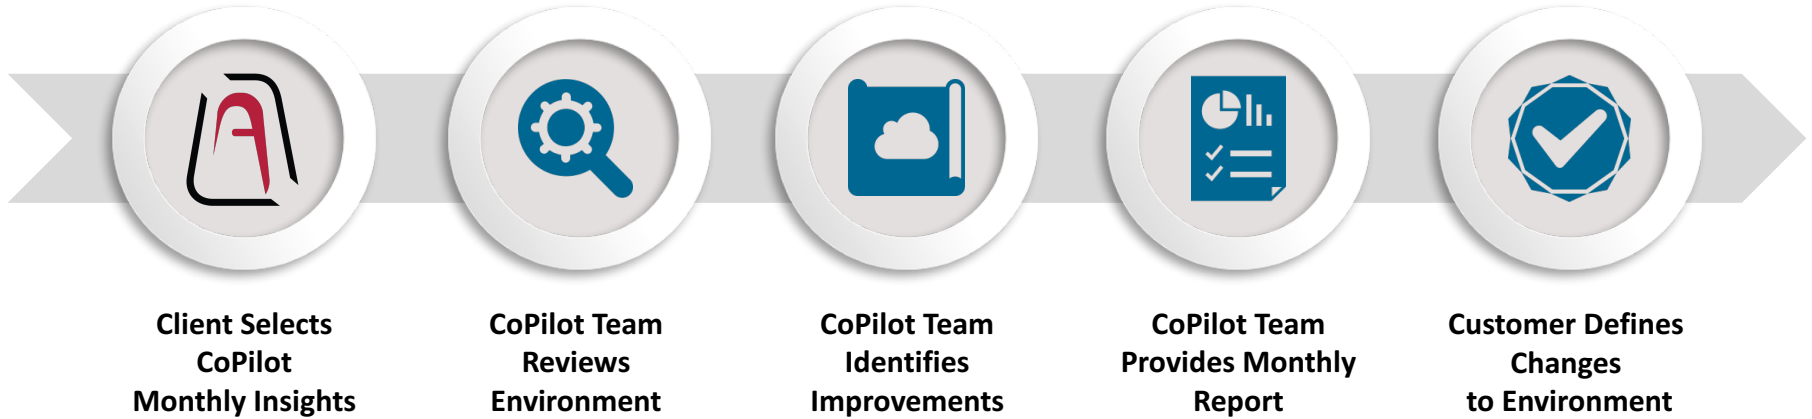 Client Selects
CoPilot
Monthly Insights
CoPilot Team
Reviews
Environment
CoPilot Team
Identifies
Improvements
CoPilot Team
Provides Monthly
Report
Customer Defines
Changes
to Environment